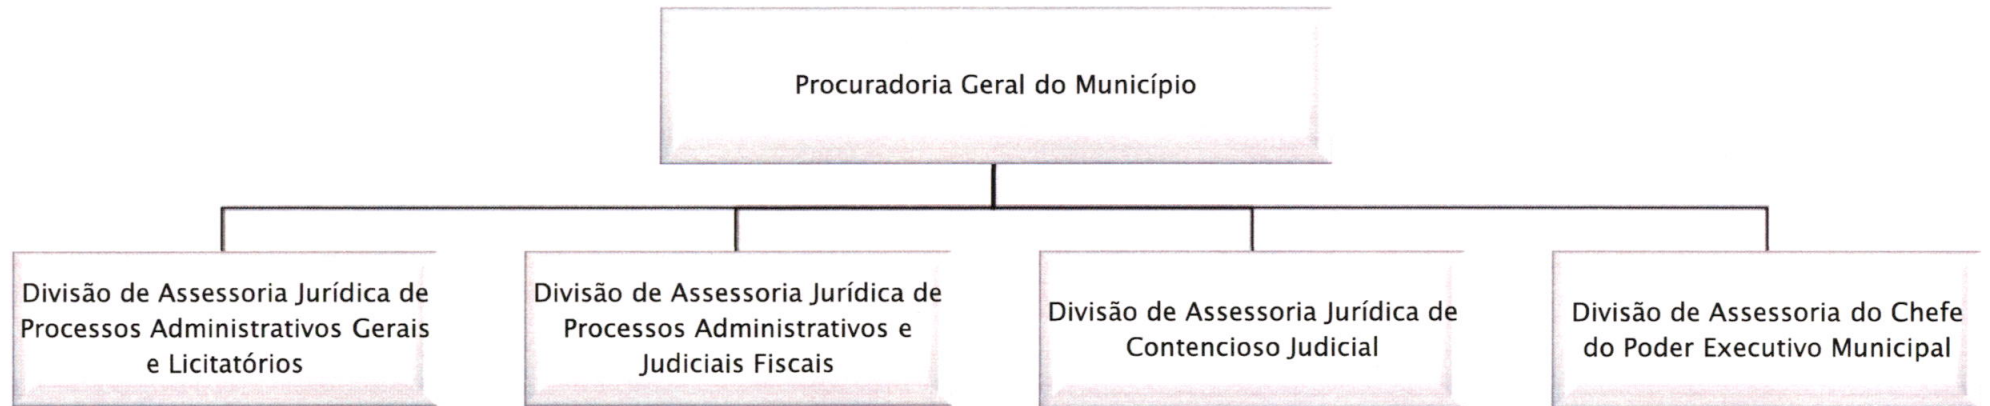 Procuradoria Geral do Município
Divisão de Assessoria Jurídica de
Processos Administrativos Gerais
e Licitatórios
Divisão de Assessoria Jurídica de
Processos Administrativos e
Judiciais Fiscais
Divisão de Assessoria Jurídica de
Contencioso Judicial
Divisão de Assessoria do Chefe
do Poder Executivo Municipal